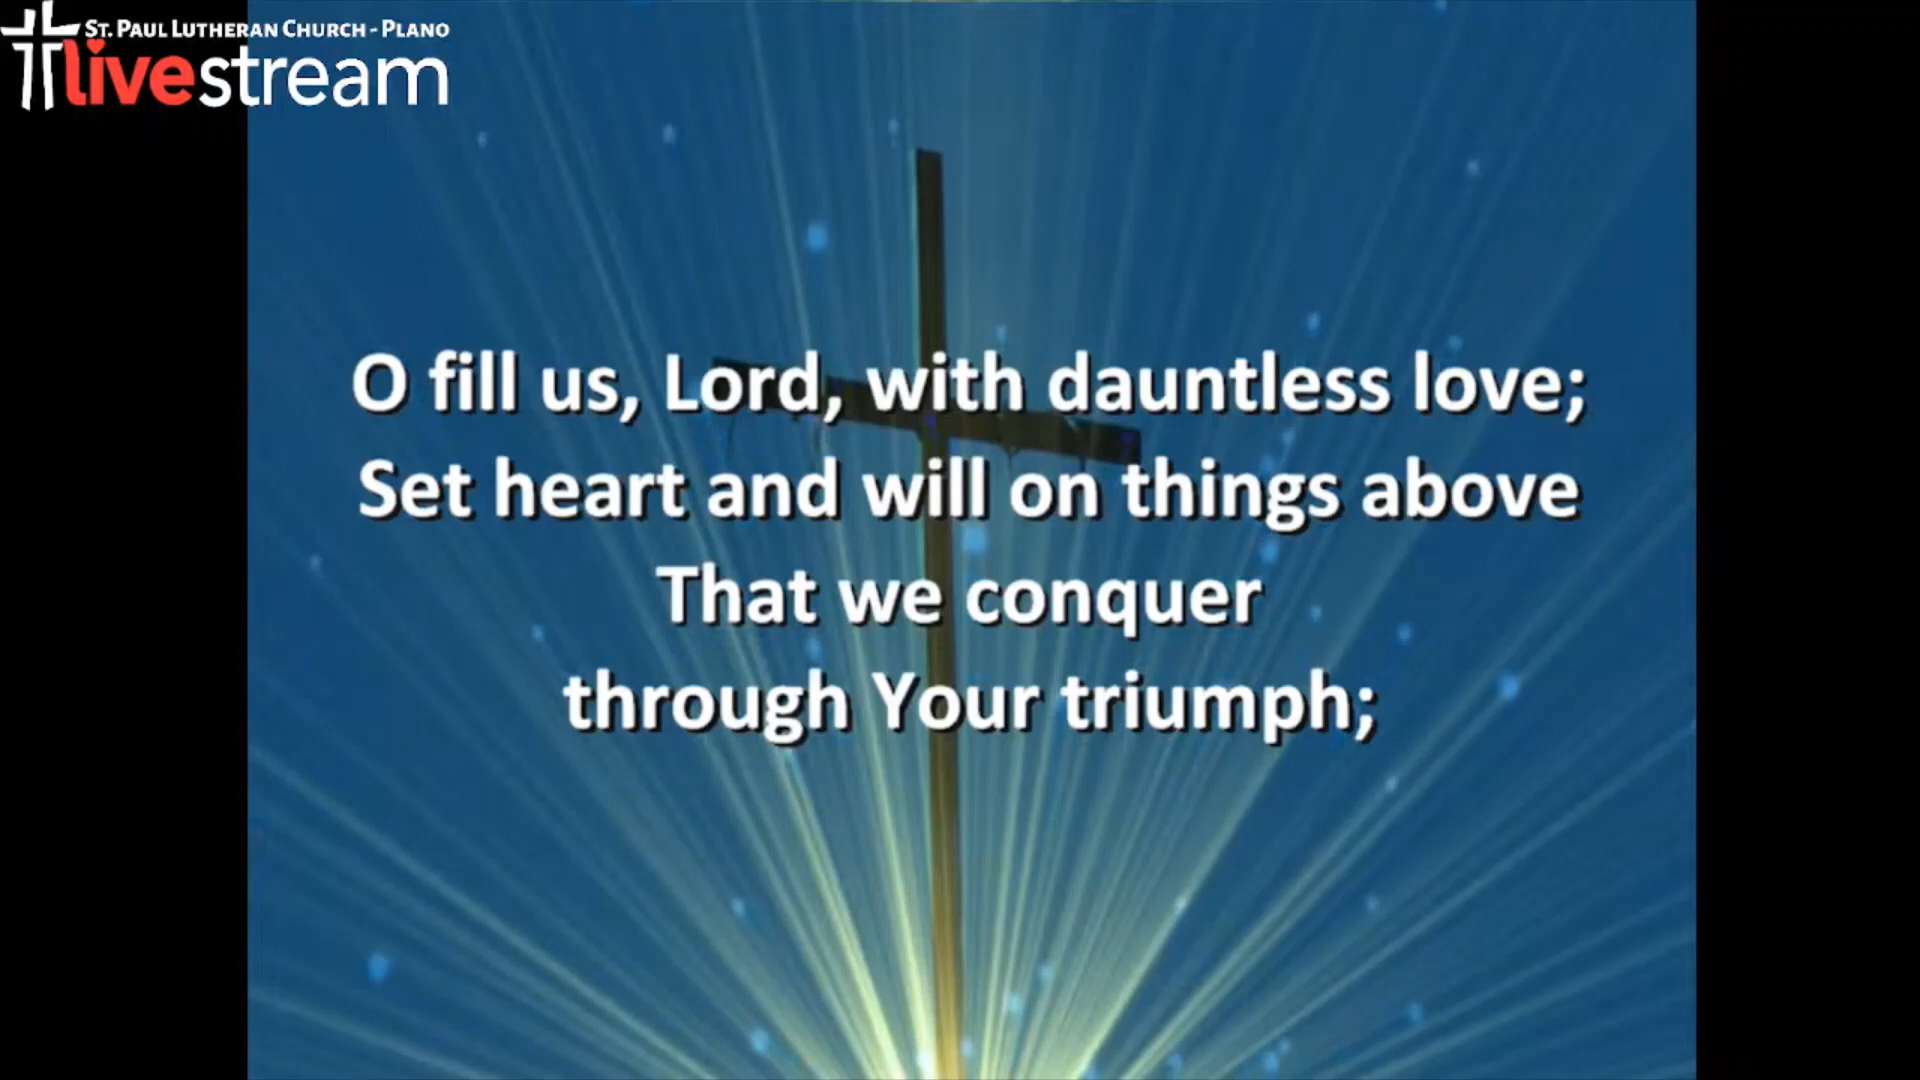 St. Paul Lutheran Church - Plano
livestream
O fill us, Lord, with dauntless love;
Set heart and will on things above
That we conquer
through Your triumph;